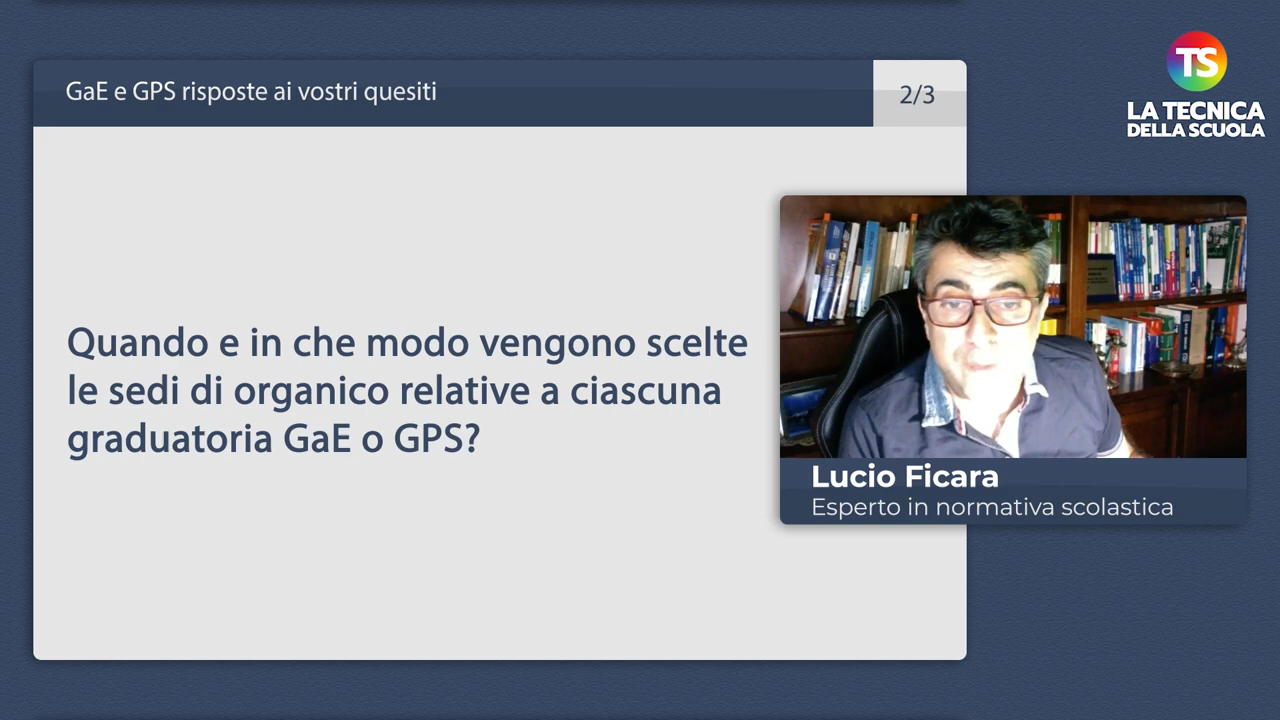 GaE e GPS risposte ai vostri quesiti
2/3
TS
LA TECNICA
DELLA SCUOLA
Quando e in che modo vengono scelte
le sedi di organico relative a ciascuna
graduatoria GaE o GPS?
Lucio Ficara
Esperto in normativa scolastica